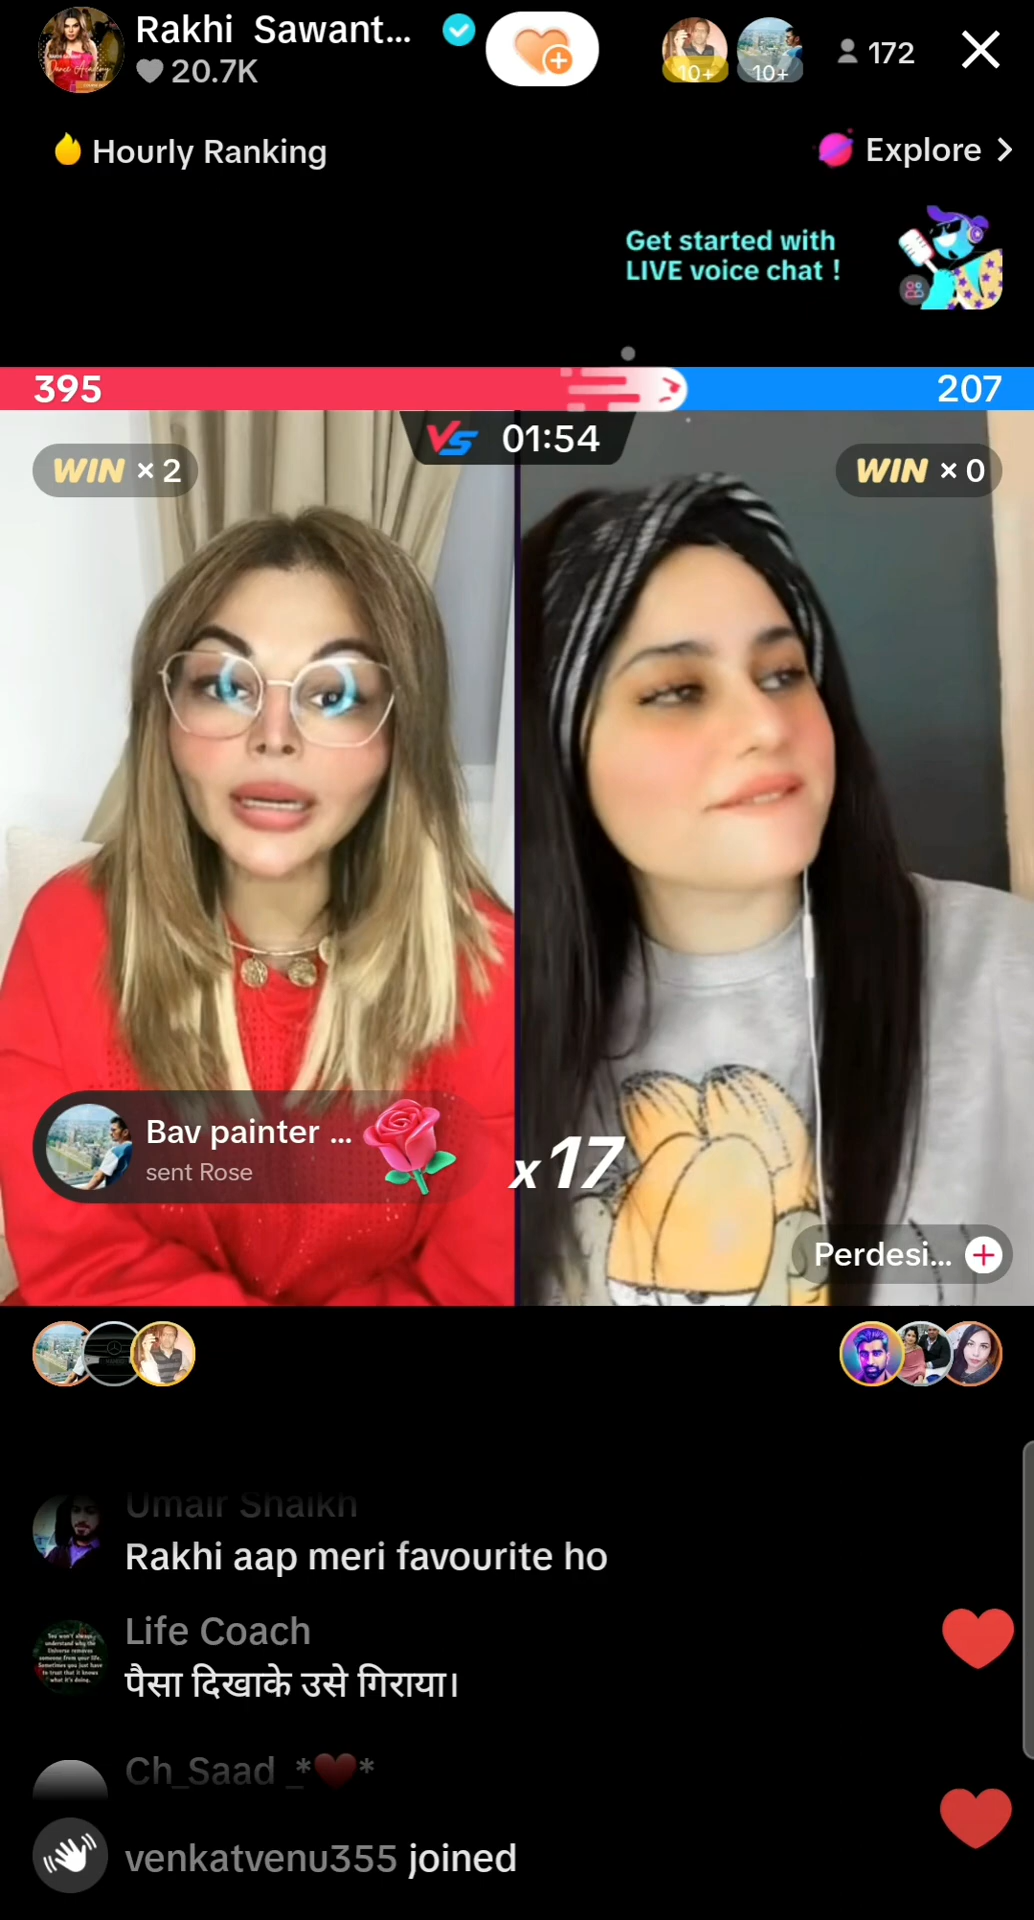 Rakhi Sawant...
20.7K
10+
10+
172
Hourly Ranking
Explore >
Get started with
LIVE voice chat !
395
207
VS 01:54
WIN × 2
WIN × 0
Bav painter ...
sent Rose
x17
Perdesi...
Umair Shaikh
Rakhi aap meri favourite ho
Life Coach
पैसा दिखाके उसे गिराया।
Ch_Saad _*❤*
venkatvenu355 joined